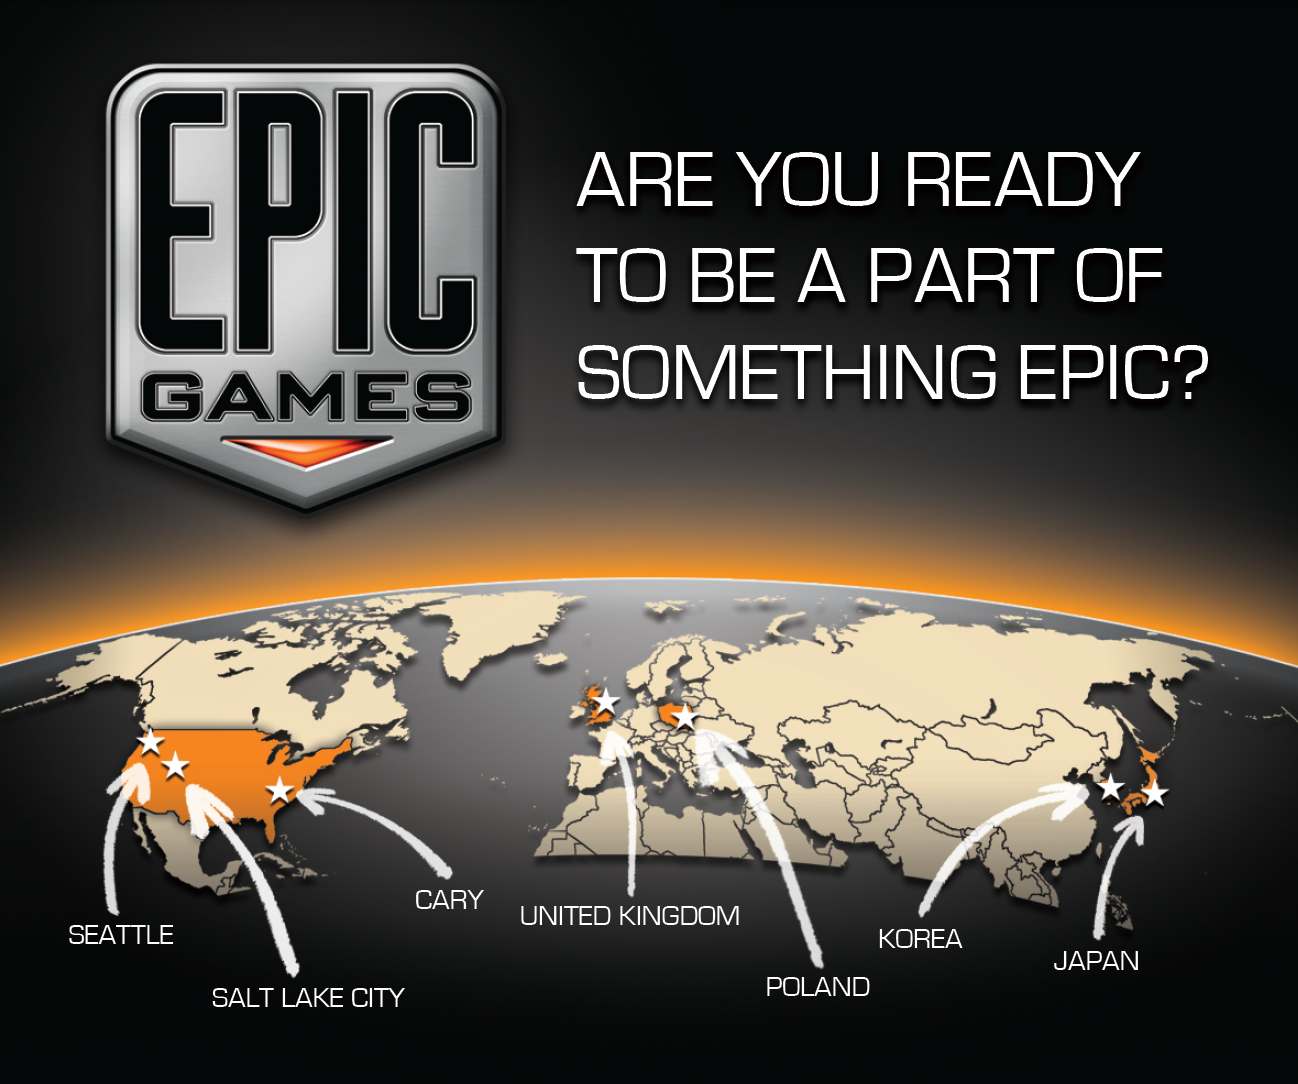 EPIC
GAMES
ARE YOU READY
TO BE A PART OF
SOMETHING EPIC?
SEATTLE
SALT LAKE CITY
CARY
UNITED KINGDOM
POLAND
KOREA
JAPAN